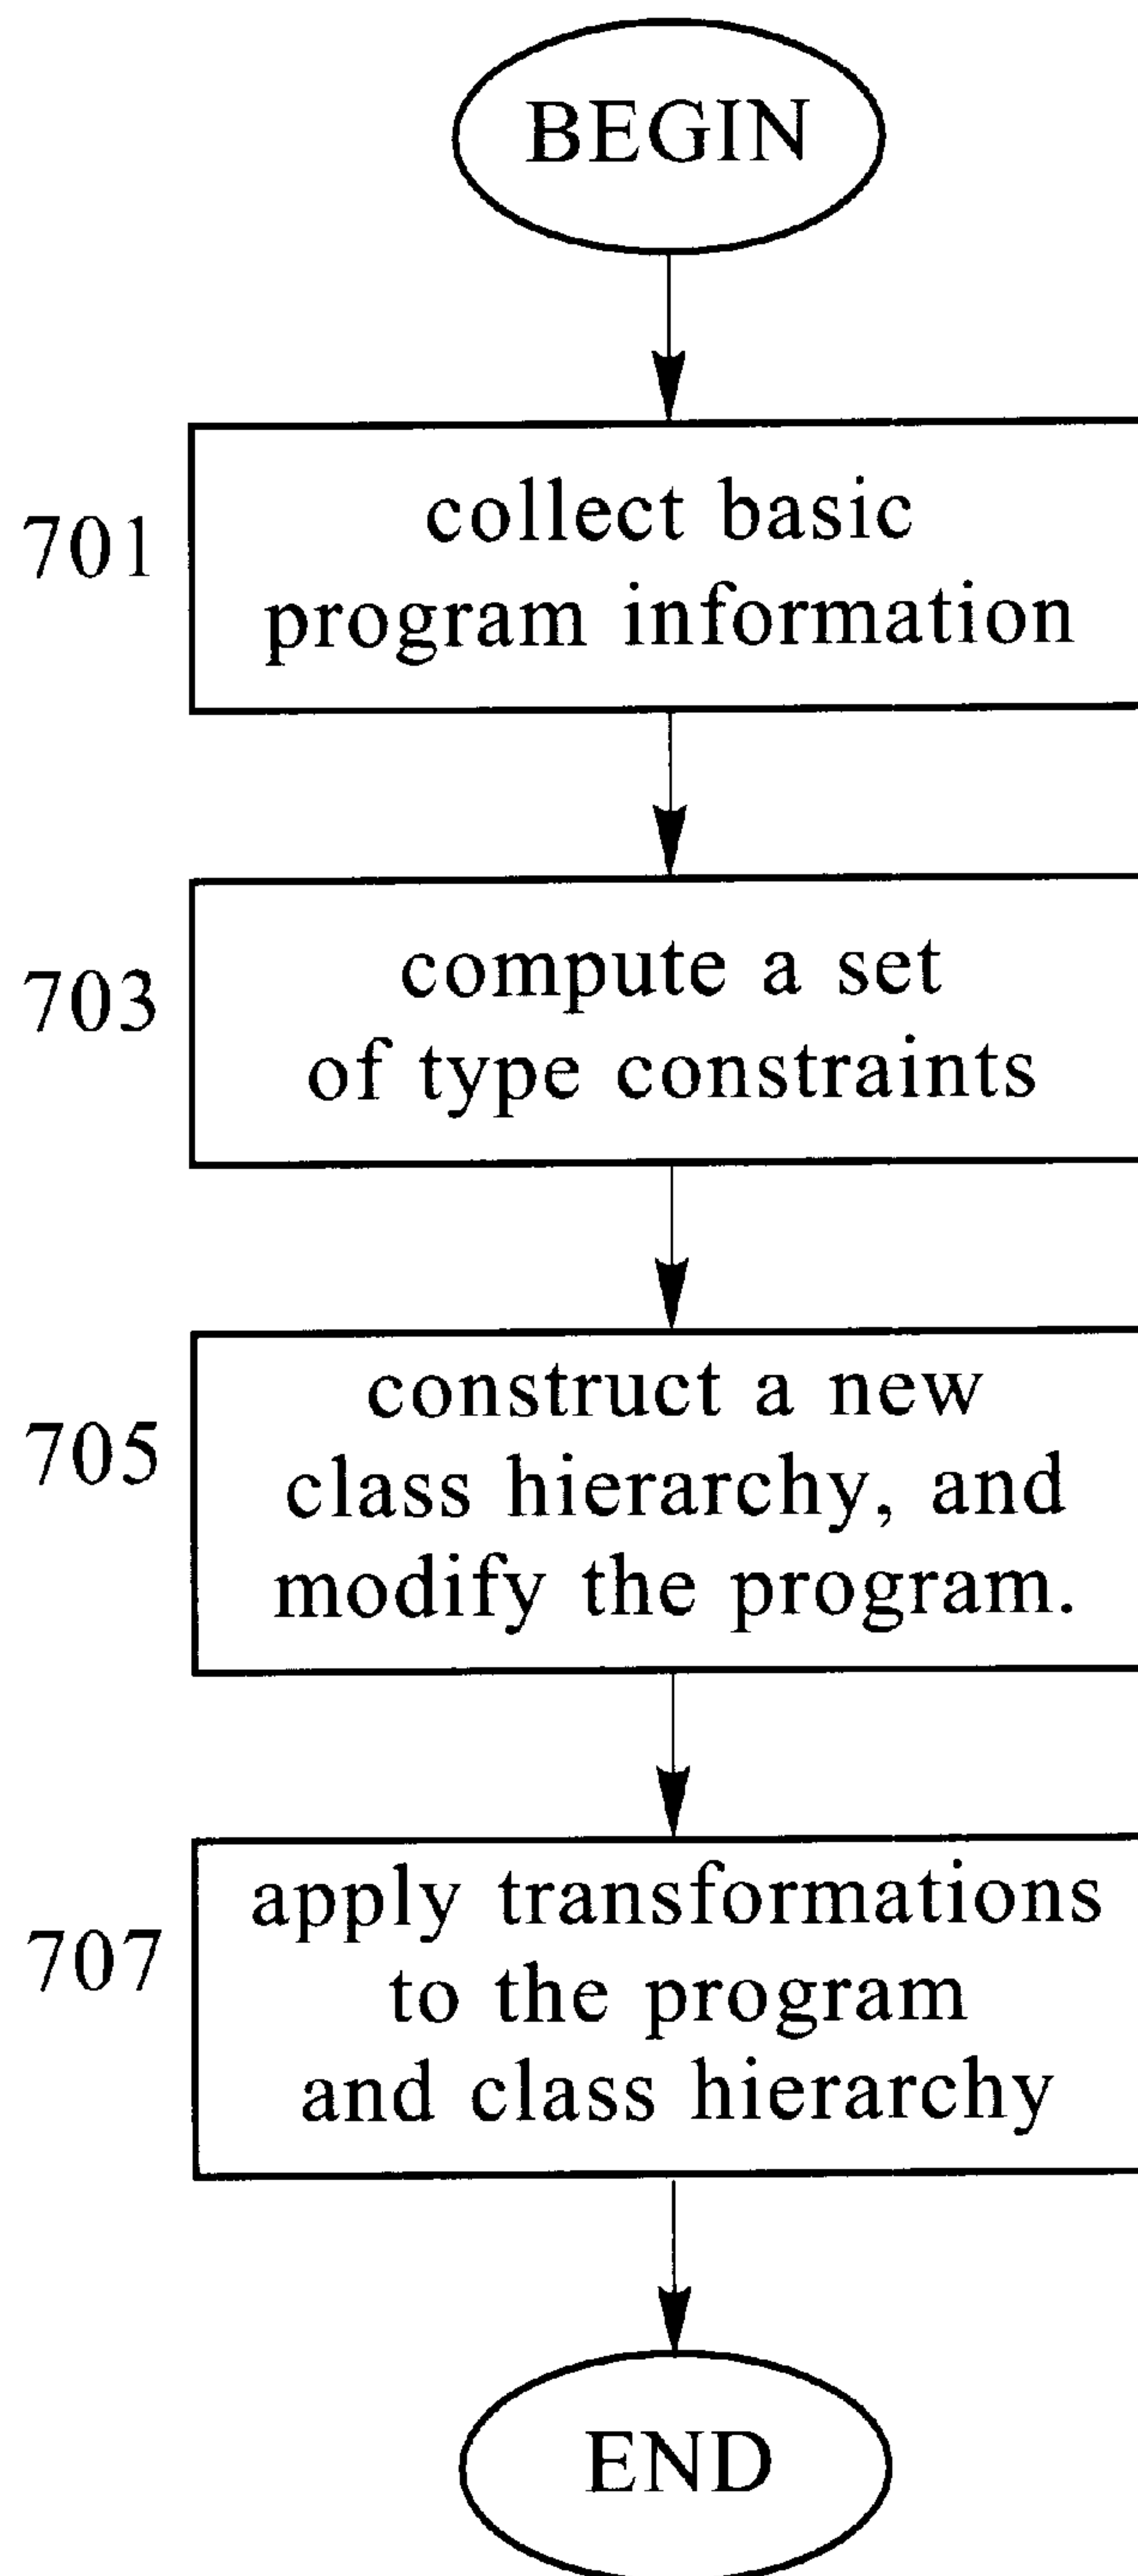 BEGIN
701
collect basic
program information
703
compute a set
of type constraints
705
construct a new
class hierarchy, and
modify the program.
707
apply transformations
to the program
and class hierarchy
END